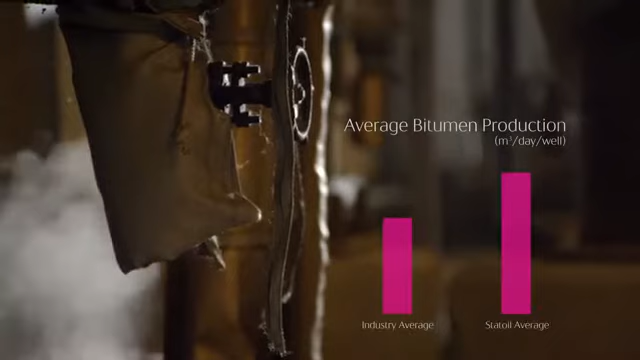 Average Bitumen Production
(m³/day/well)
Industry Average
Statoil Average